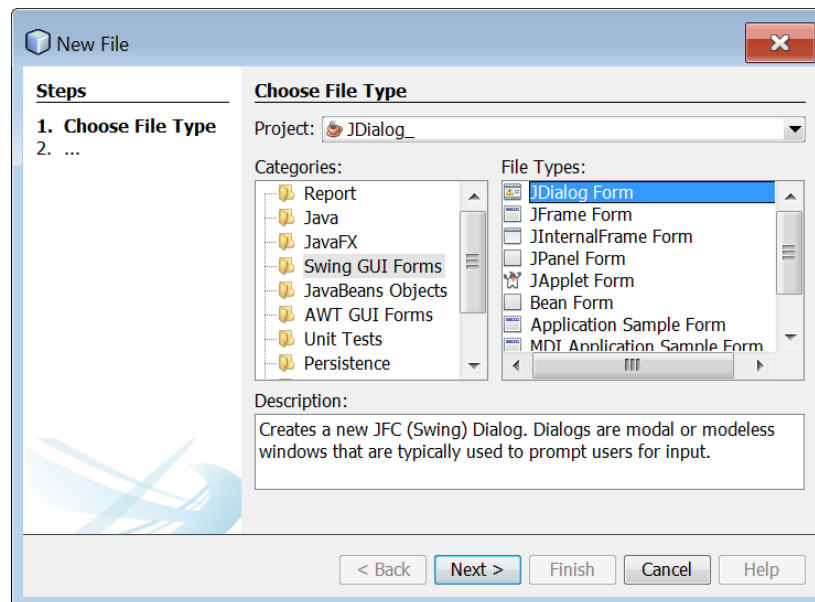 New File
Steps
1. Choose File Type
2. ...
Choose File Type
Project: JDialog_
Categories:
Report
Java
JavaFX
Swing GUI Forms
JavaBeans Objects
AWT GUI Forms
Unit Tests
Persistence
File Types:
JDialog Form
JFrame Form
JInternalFrame Form
JPanel Form
JApplet Form
Bean Form
Application Sample Form
MDI Application Sample Form
Description:
Creates a new JFC (Swing) Dialog. Dialogs are modal or modeless
windows that are typically used to prompt users for input.
< Back Next > Finish Cancel Help